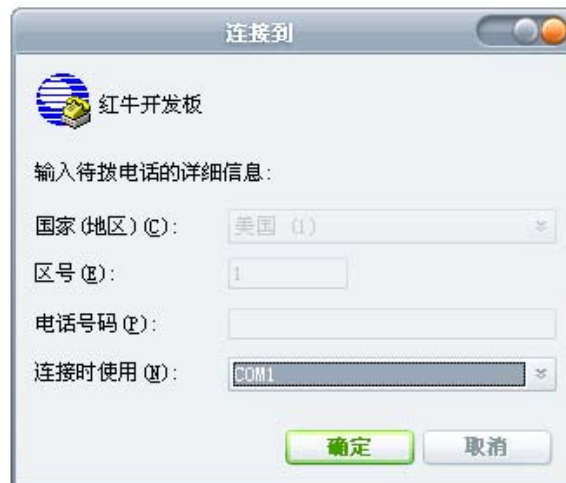 连接到
红牛开发板
输入待拨电话的详细信息:
国家(地区)(C): 美国 (1)
区号(E): 1
电话号码(P):
连接时使用(N): COM1
确定 取消